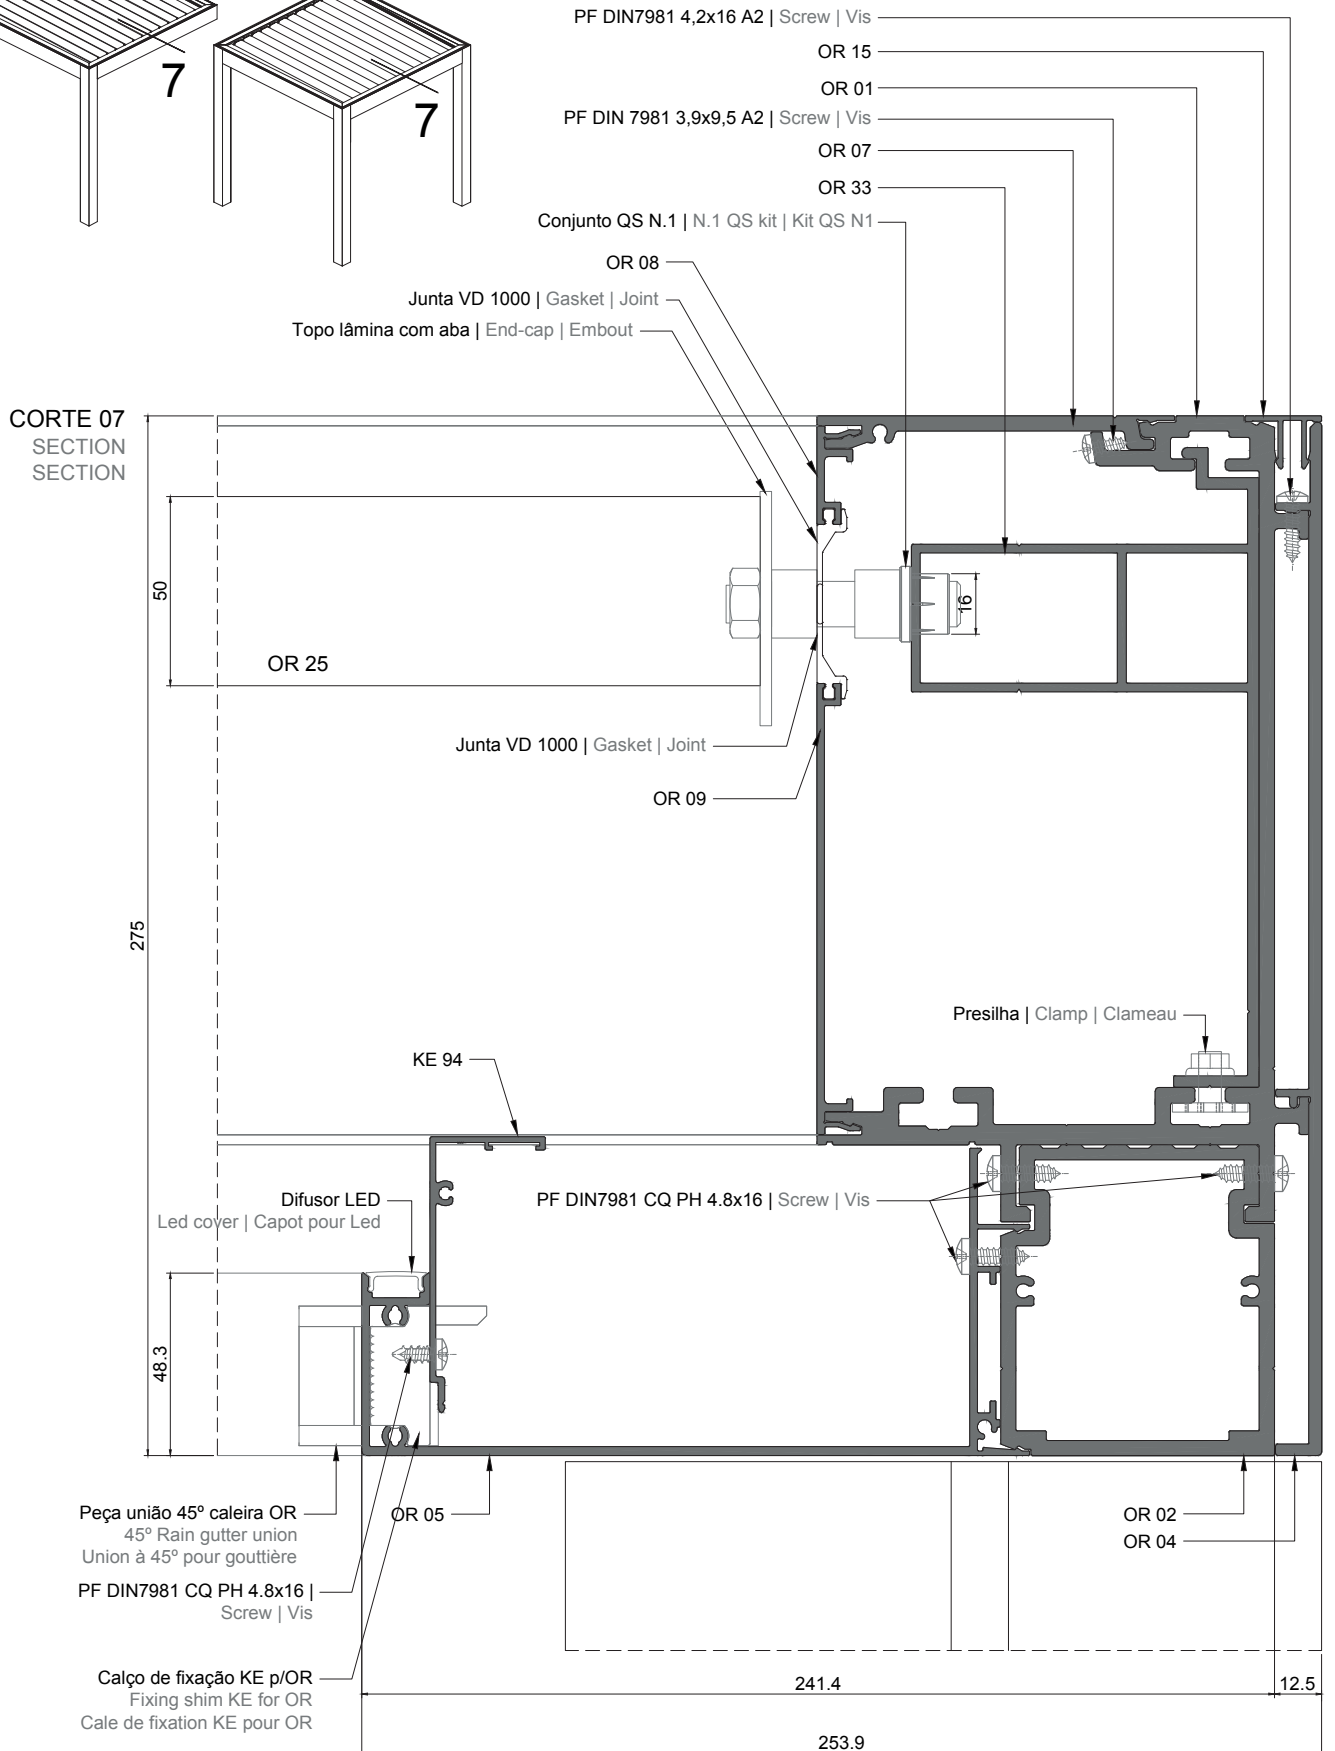 7
7
PF DIN7981 4,2x16 A2 | Screw | Vis
OR 15
OR 01
PF DIN 7981 3,9x9,5 A2 | Screw | Vis
OR 07
OR 33
Conjunto QS N.1 | N.1 QS kit | Kit QS N1
OR 08
Junta VD 1000 | Gasket | Joint
Topo lâmina com aba | End-cap | Embout
CORTE 07
SECTION
SECTION
50
16
OR 25
Junta VD 1000 | Gasket | Joint
OR 09
275
Presilha | Clamp | Clameau
KE 94
Difusor LED
Led cover | Capot pour Led
PF DIN7981 CQ PH 4.8x16 | Screw | Vis
48.3
Peça união 45º caleira OR
45º Rain gutter union
Union à 45º pour gouttière
OR 05
OR 02
OR 04
PF DIN7981 CQ PH 4.8x16 |
Screw | Vis
Calço de fixação KE p/OR
Fixing shim KE for OR
Cale de fixation KE pour OR
241.4
12.5
253.9